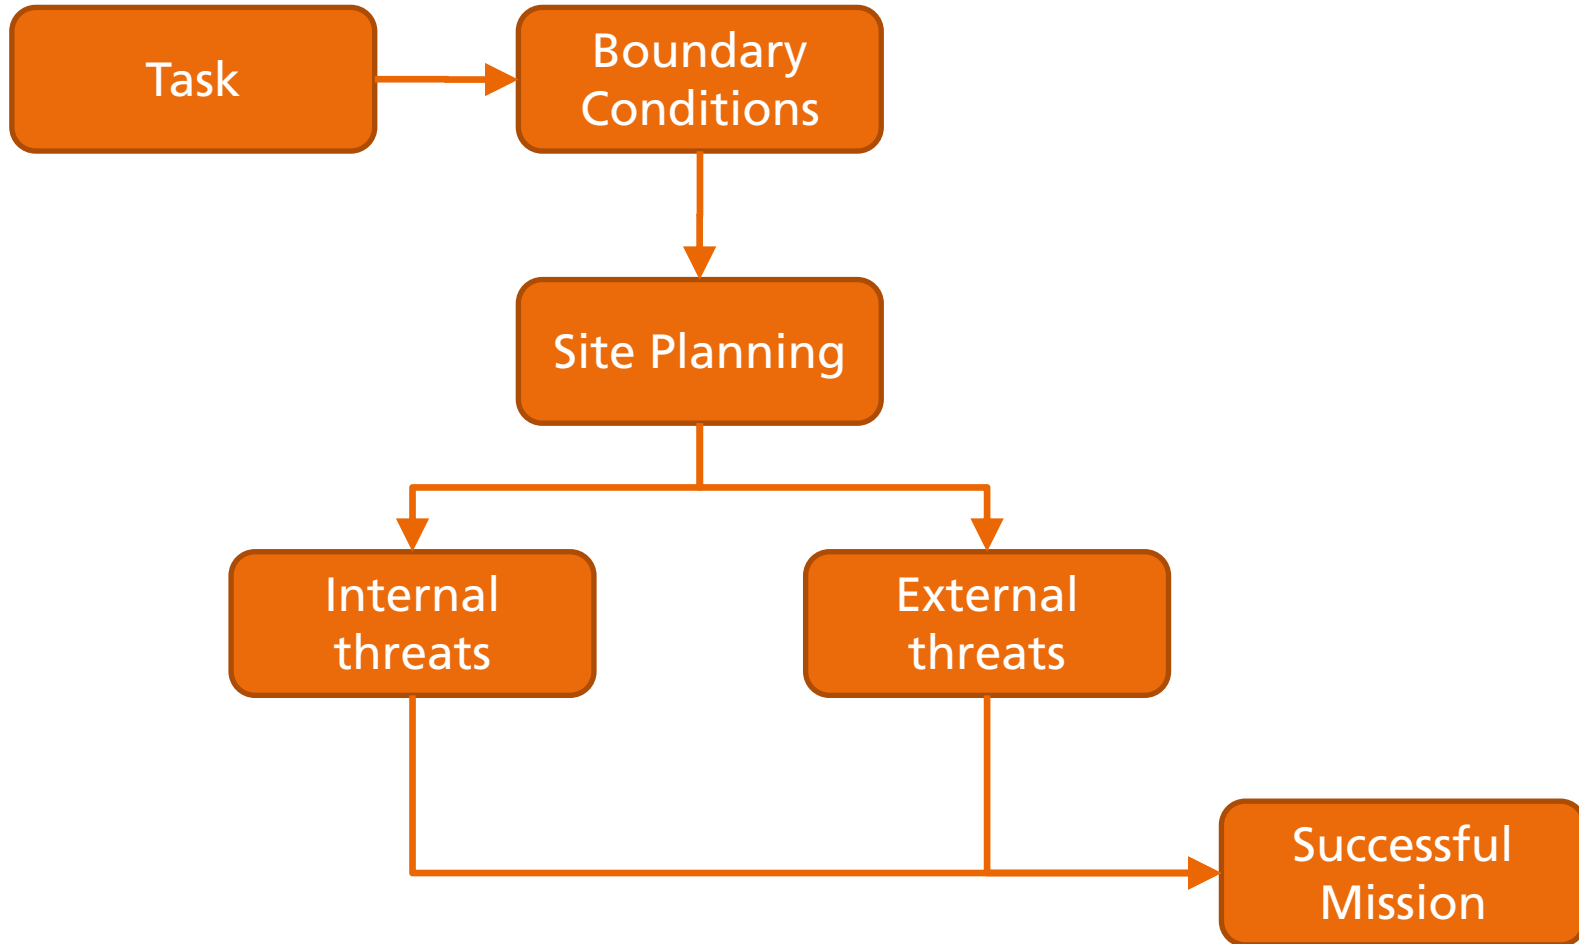 Task
Boundary
Conditions
Site Planning
Internal
threats
External
threats
Successful
Mission